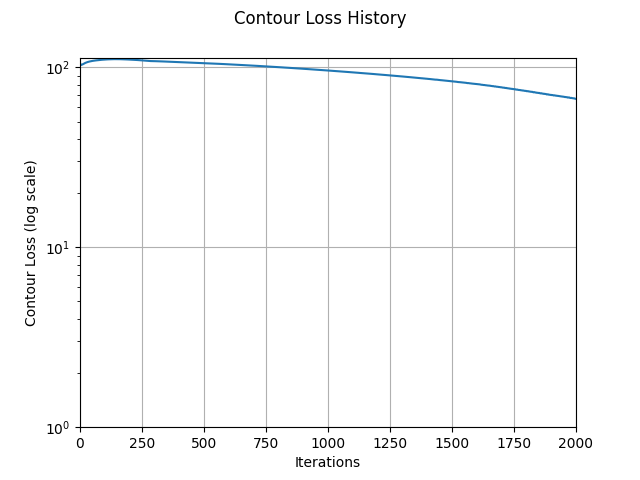 Contour Loss History
10²
10¹
10⁰
Contour Loss (log scale)
0 250 500 750 1000 1250 1500 1750 2000
Iterations